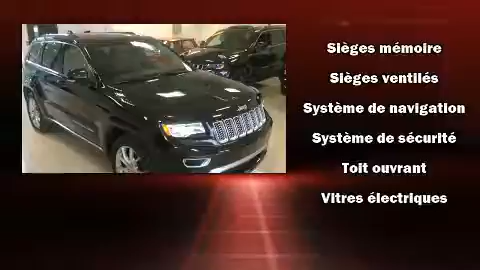 Sièges mémoire
Sièges ventilés
Système de navigation
Système de sécurité
Toit ouvrant
Vitres électriques